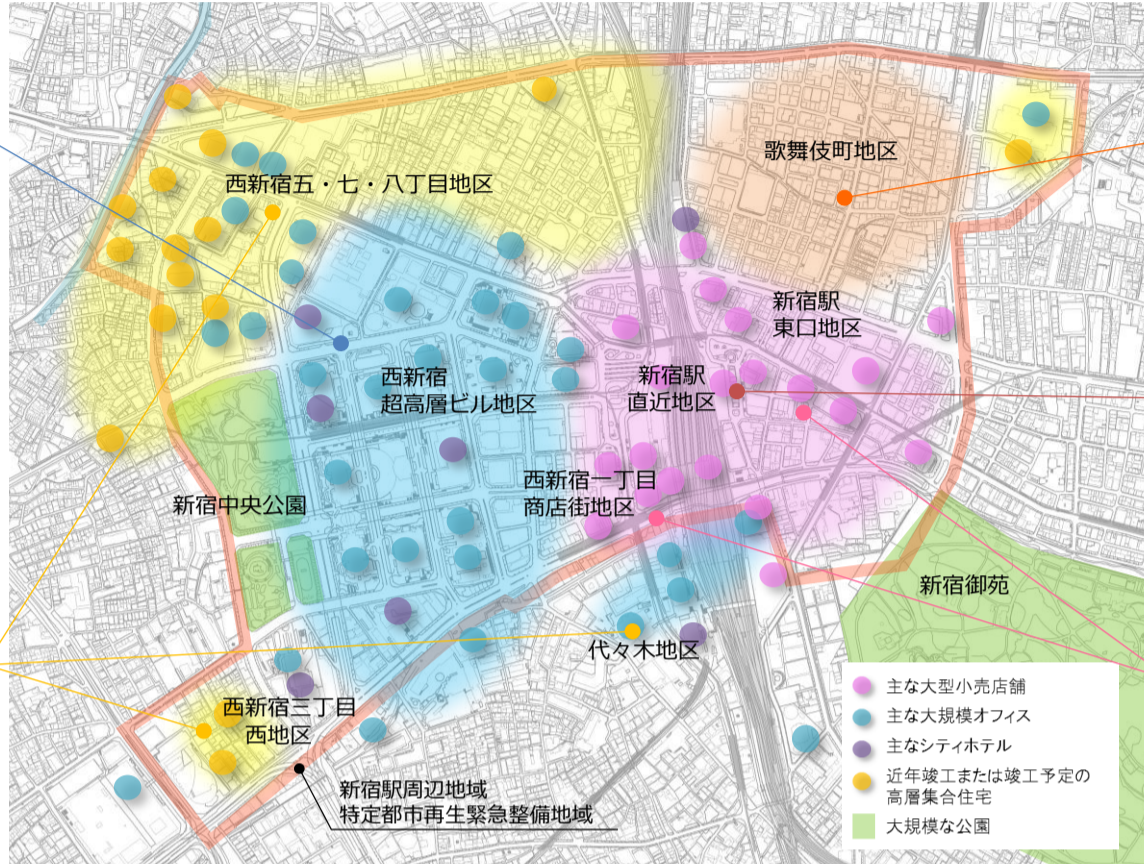 歌舞伎町地区
西新宿五・七・八丁目地区
新宿駅
東口地区
西新宿
超高層ビル地区
新宿駅
直近地区
西新宿一丁目
商店街地区
新宿中央公園
新宿御苑
代々木地区
西新宿三丁目
西地区
新宿駅周辺地域
特定都市再生緊急整備地域
主な大型小売店舗
主な大規模オフィス
主なシティホテル
近年竣工または竣工予定の
高層集合住宅
大規模な公園